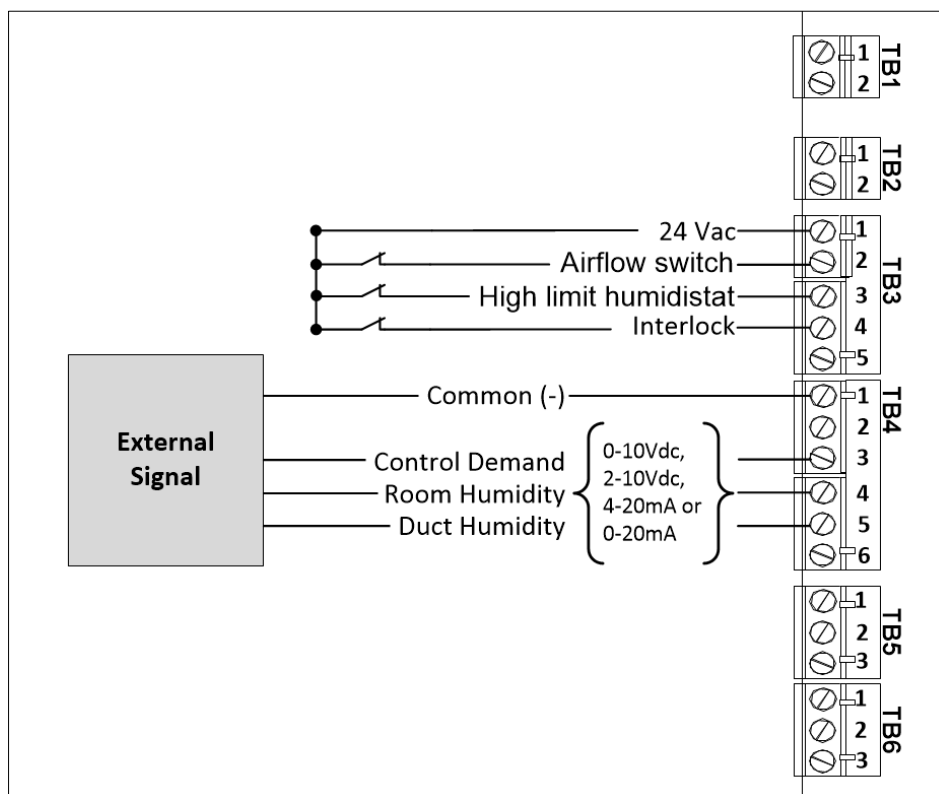 1
2
TB1
1
2
TB2
24 Vac
1
Airflow switch
2
High limit humidistat
3
Interlock
4
5
TB3
External
Signal
Common (-)
1
2
Control Demand
3
Room Humidity
4
Duct Humidity
5
6
0-10Vdc,
2-10Vdc,
4-20mA or
0-20mA
TB4
1
2
3
TB5
1
2
3
TB6